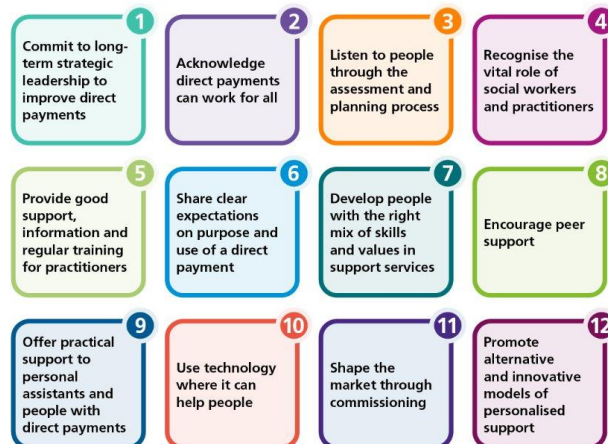 1
Commit to long-
term strategic
leadership to
improve direct
payments
2
Acknowledge
direct payments
can work for all
3
Listen to people
through the
assessment and
planning process
4
Recognise the
vital role of
social workers
and practitioners
5
Provide good
support,
information and
regular training
for practitioners
6
Share clear
expectations
on purpose and
use of a direct
payment
7
Develop people
with the right
mix of skills
and values in
support services
8
Encourage peer
support
9
Offer practical
support to
personal
assistants and
people with
direct payments
10
Use technology
where it can
help people
11
Shape the
market through
commissioning
12
Promote
alternative
and innovative
models of
personalised
support